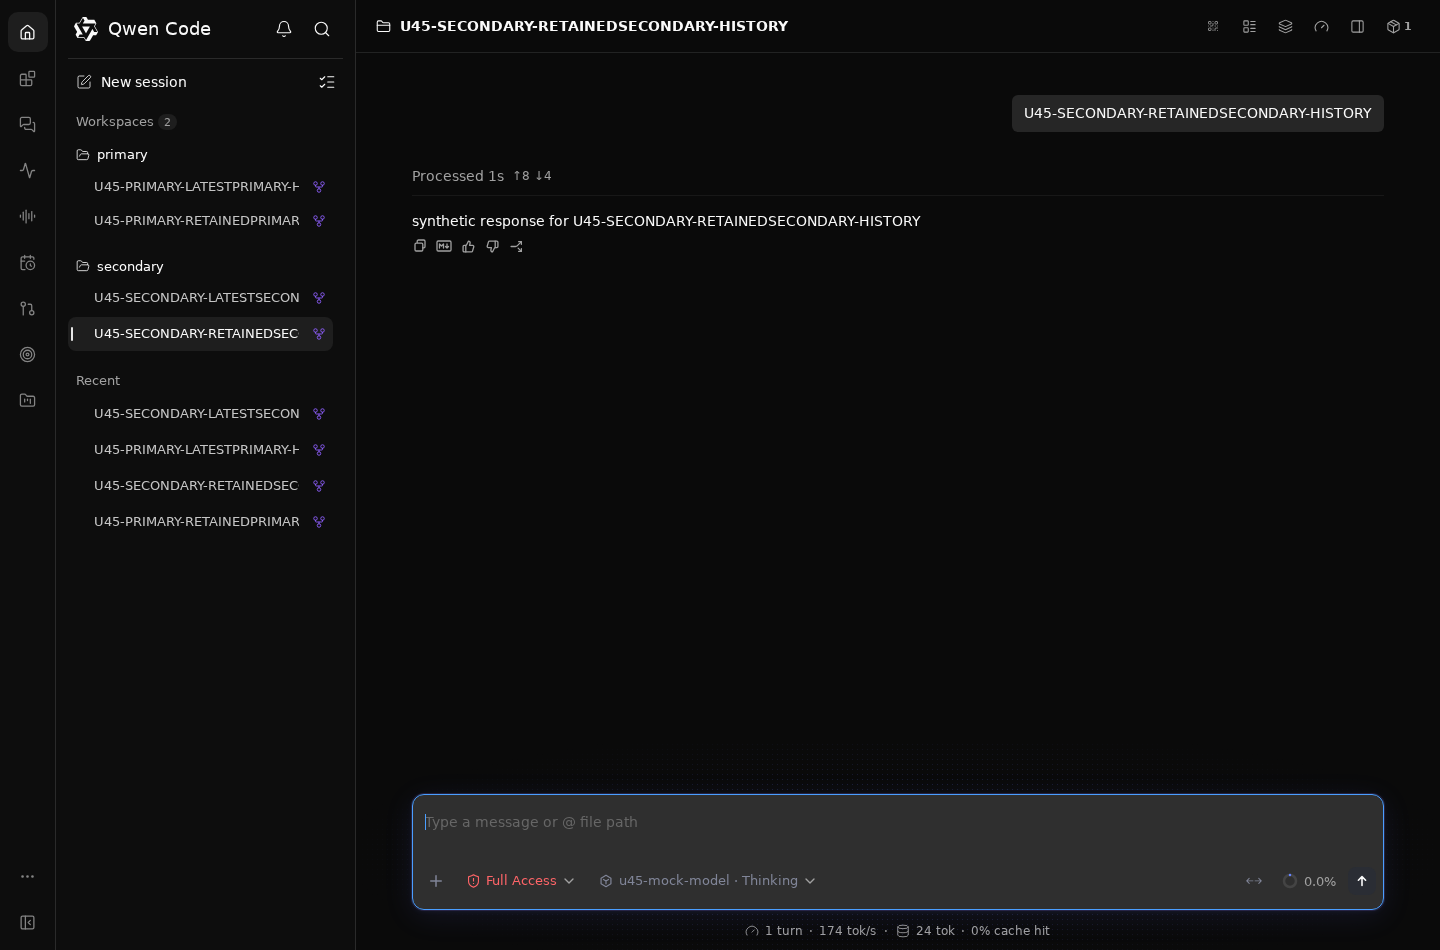 Qwen Code
New session
Workspaces 2
primary
U45-PRIMARY-LATESTPRIMARY-H
U45-PRIMARY-RETAINEDPRIMAR
secondary
U45-SECONDARY-LATESTSECON
U45-SECONDARY-RETAINEDSEC
Recent
U45-SECONDARY-LATESTSECON
U45-PRIMARY-LATESTPRIMARY-H
U45-SECONDARY-RETAINEDSEC
U45-PRIMARY-RETAINEDPRIMAR
U45-SECONDARY-RETAINEDSECONDARY-HISTORY
1
U45-SECONDARY-RETAINEDSECONDARY-HISTORY
Processed 1s ↑8 ↓4
synthetic response for U45-SECONDARY-RETAINEDSECONDARY-HISTORY
Type a message or @ file path
Full Access
u45-mock-model · Thinking
0.0%
1 turn · 174 tok/s · 24 tok · 0% cache hit